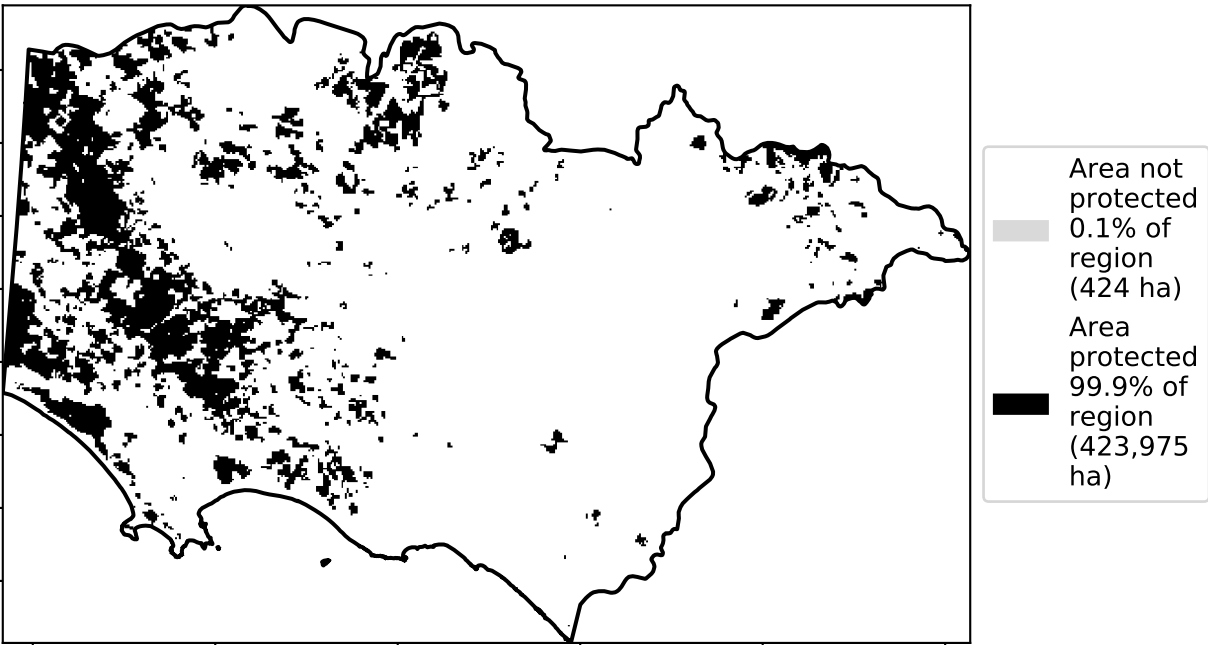 Area not
protected
0.1% of
region
(424 ha)
Area
protected
99.9% of
region
(423,975
ha)